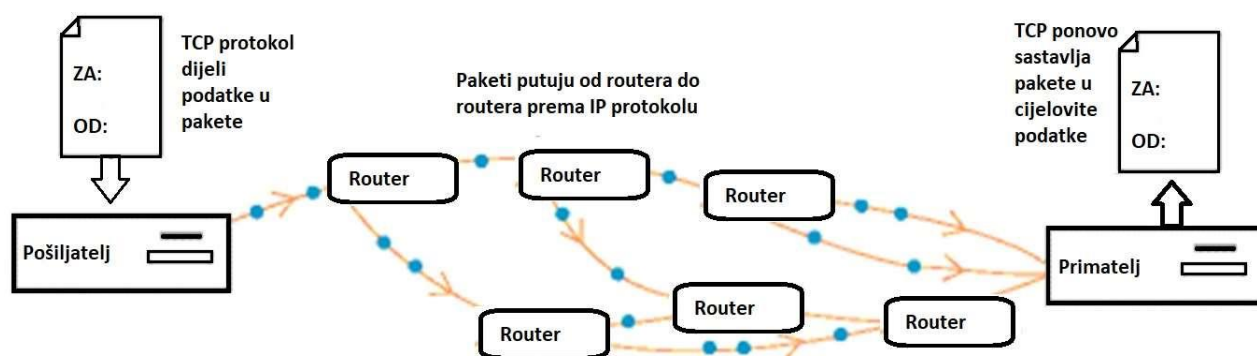 ZA:
OD:
TCP protokol
dijeli
podatke u
pakete
Paketi putuju od routera do
routera prema IP protokolu
TCP ponovo
sastavlja
pakete u
cijelovite
podatke
ZA:
OD:
Pošiljatelj
Router
Router
Router
Router
Router
Router
Primatelj